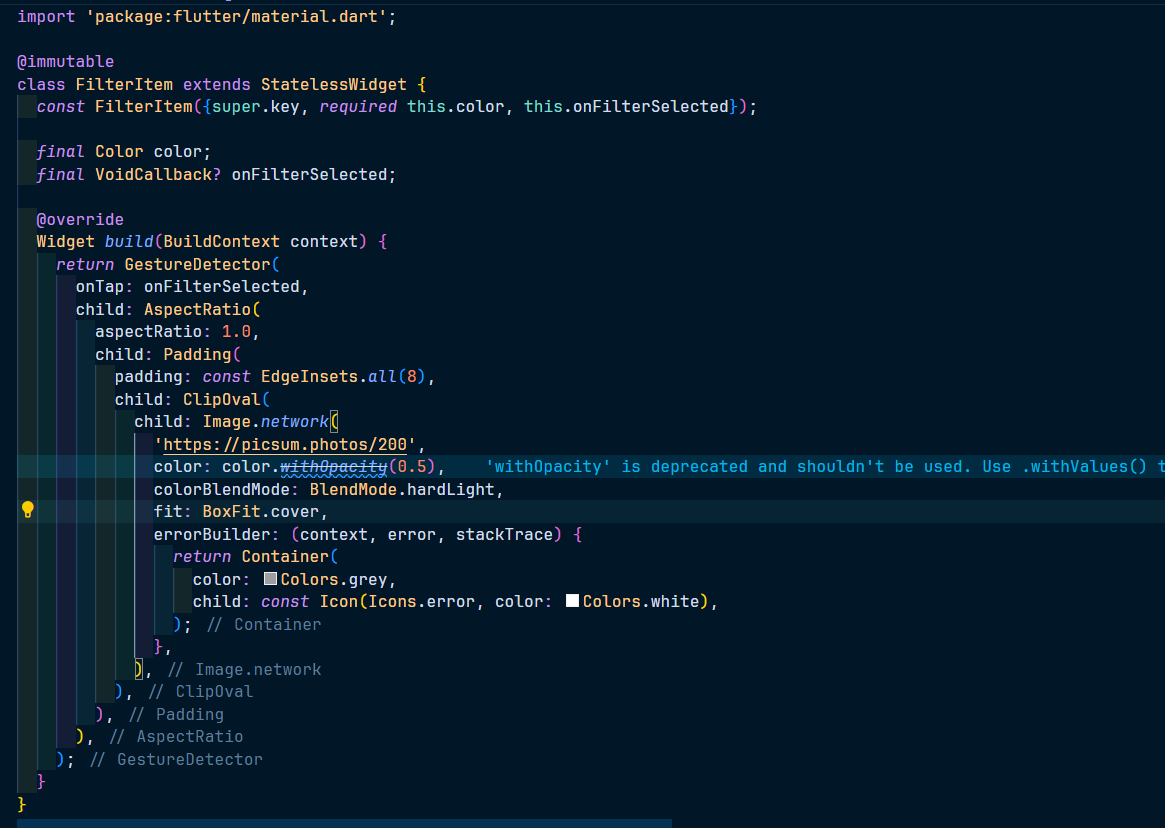 import 'package:flutter/material.dart';
@immutable
class FilterItem extends StatelessWidget {
const FilterItem({super.key, required this.color, this.onFilterSelected});
final Color color;
final VoidCallback? onFilterSelected;
@override
Widget build(BuildContext context) {
return GestureDetector(
onTap: onFilterSelected,
child: AspectRatio(
aspectRatio: 1.0,
child: Padding(
padding: const EdgeInsets.all(8),
child: ClipOval(
child: Image.network(
'https://picsum.photos/200',
color: color.withOpacity(0.5), 'withOpacity' is deprecated and shouldn't be used. Use .withValues() t
colorBlendMode: BlendMode.hardLight,
fit: BoxFit.cover,
errorBuilder: (context, error, stackTrace) {
return Container(
color: Colors.grey,
child: const Icon(Icons.error, color: Colors.white),
); // Container
},
), // Image.network
), // ClipOval
), // Padding
), // AspectRatio
); // GestureDetector
}
}